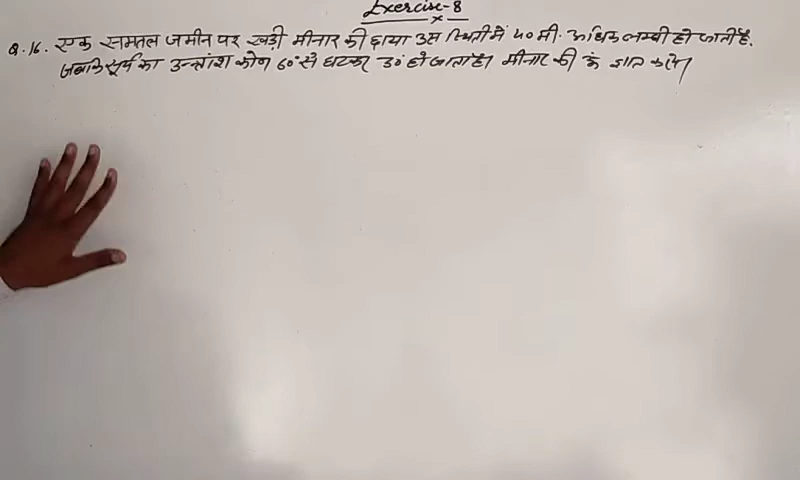 Exercise-8
Q.16. एक समतल जमीन पर खड़ी मीनार की छाया उस स्थिती में 40 मी. अधिक लम्बी हो जाती है.
जबकि सूर्य का उन्नतांश कोण 60° से घटकर 30° हो जाता है। मीनार की ऊँ ज्ञात करो।